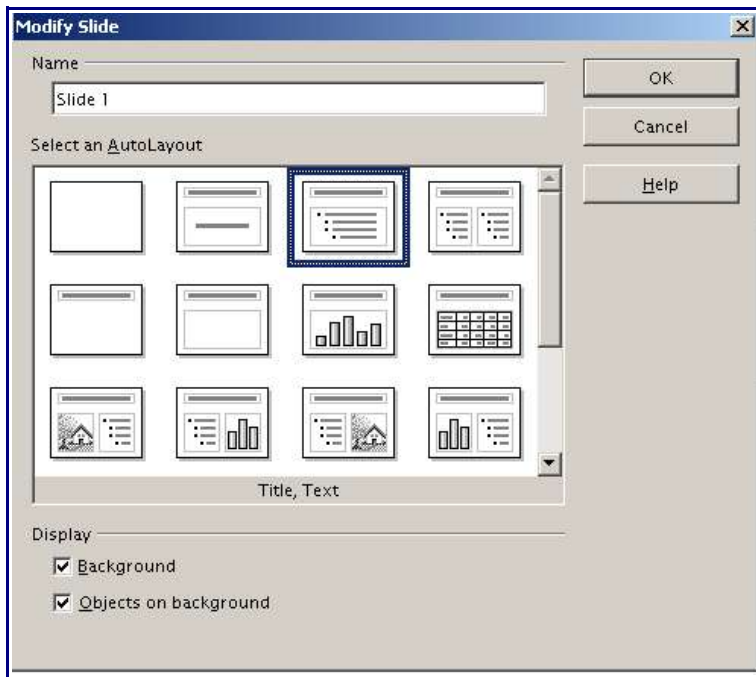 Modify Slide
Name
OK
Slide 1
Cancel
Select an AutoLayout
Help
Title, Text
Display
Background
Objects on background